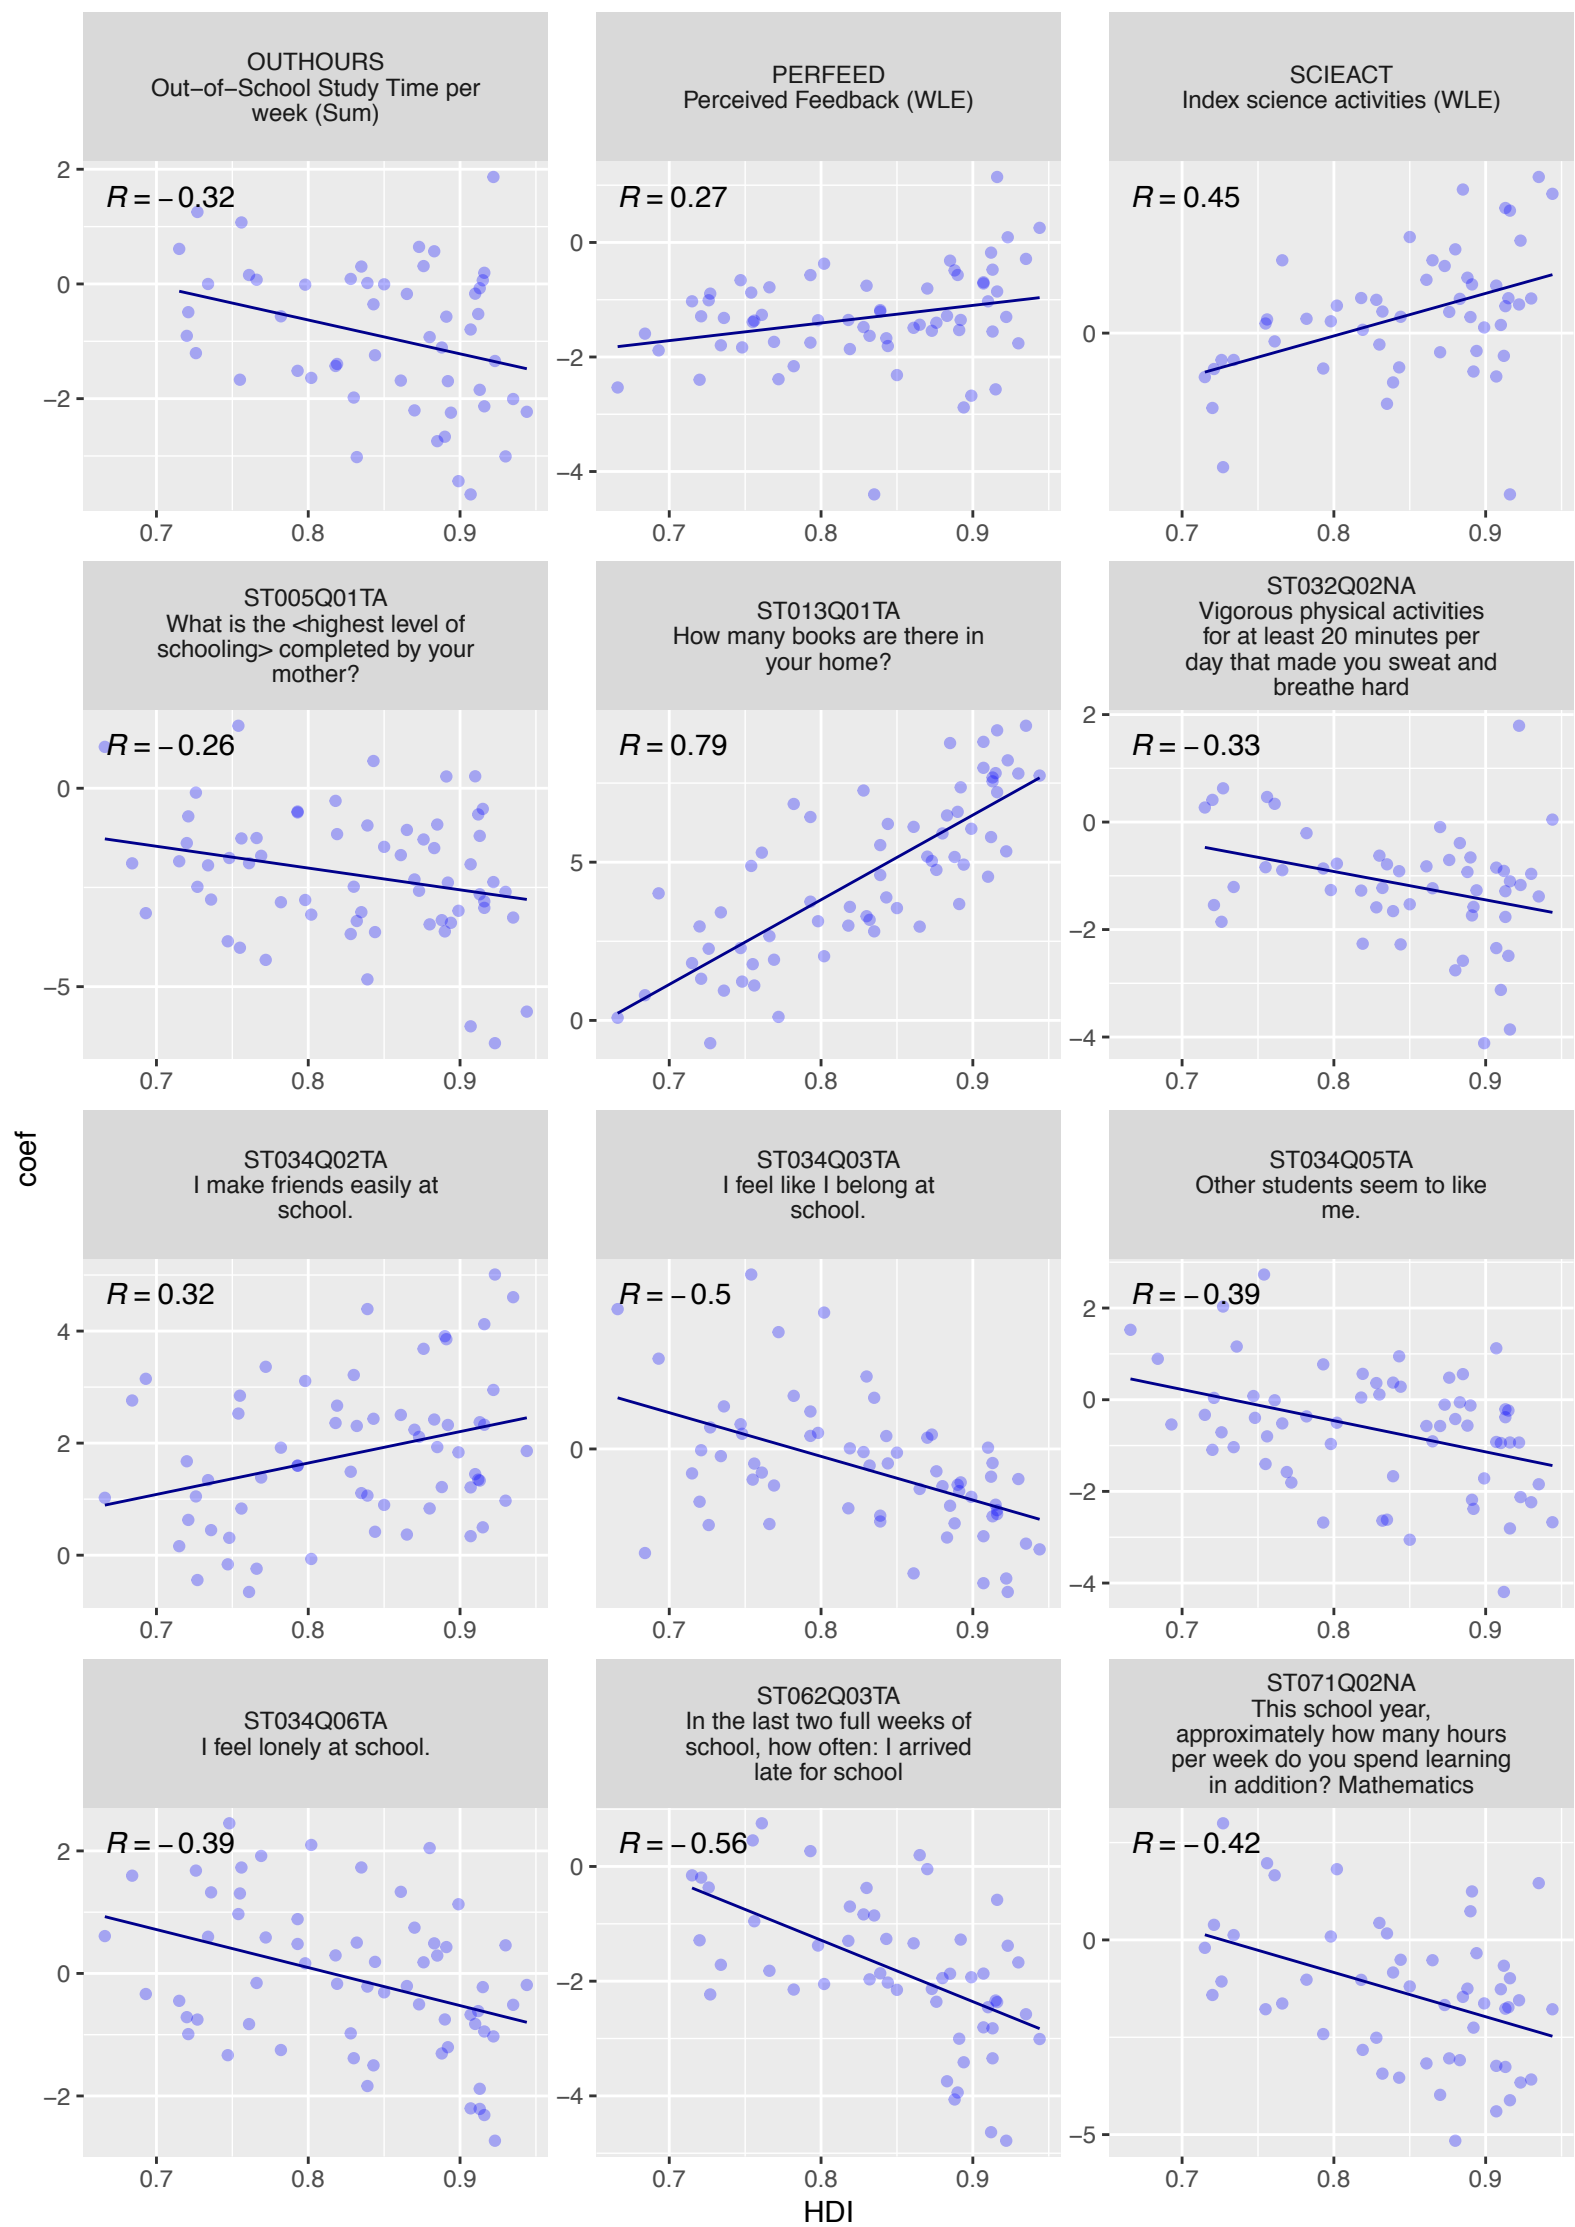 OUTHOURS
Out−of−School Study Time per
week (Sum)
PERFEED
Perceived Feedback (WLE)
SCIEACT
Index science activities (WLE)
R = − 0.32
R = 0.27
R = 0.45
2
0
−2
0
−2
−4
0
0.7 0.8 0.9
0.7 0.8 0.9
0.7 0.8 0.9
ST005Q01TA
What is the <highest level of
schooling> completed by your
mother?
ST013Q01TA
How many books are there in
your home?
ST032Q02NA
Vigorous physical activities
for at least 20 minutes per
day that made you sweat and
breathe hard
R = − 0.26
R = 0.79
R = − 0.33
0
−5
5
0
2
0
−2
−4
0.7 0.8 0.9
0.7 0.8 0.9
0.7 0.8 0.9
coef
ST034Q02TA
I make friends easily at
school.
ST034Q03TA
I feel like I belong at
school.
ST034Q05TA
Other students seem to like
me.
R = 0.32
R = − 0.5
R = − 0.39
4
2
0
0
2
0
−2
−4
0.7 0.8 0.9
0.7 0.8 0.9
0.7 0.8 0.9
ST034Q06TA
I feel lonely at school.
ST062Q03TA
In the last two full weeks of
school, how often: I arrived
late for school
ST071Q02NA
This school year,
approximately how many hours
per week do you spend learning
in addition? Mathematics
R = − 0.39
R = − 0.56
R = − 0.42
2
0
−2
0
−2
−4
0
−5
0.7 0.8 0.9
0.7 0.8 0.9
0.7 0.8 0.9
HDI